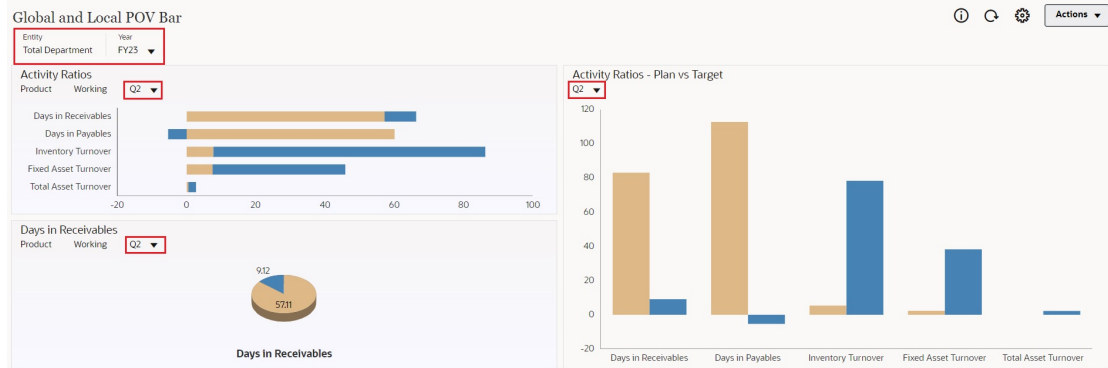 Global and Local POV Bar
Actions
Entity Year
Total Department FY23
Activity Ratios
Product Working Q2
Days in Receivables
Days in Payables
Inventory Turnover
Fixed Asset Turnover
Total Asset Turnover
-20 0 20 40 60 80 100
Days in Receivables
Product Working Q2
9.12
57.11
Days in Receivables
Activity Ratios - Plan vs Target
Q2
120
100
80
60
40
20
0
-20
Days in Receivables Days in Payables Inventory Turnover Fixed Asset Turnover Total Asset Turnover